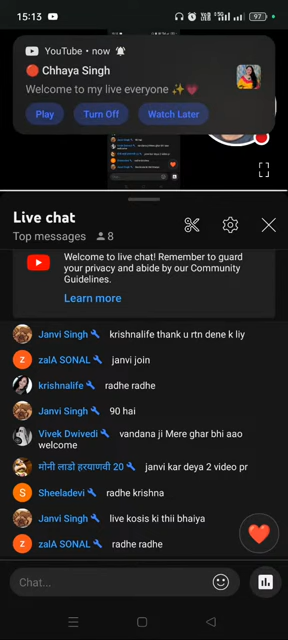 15:13
97
YouTube • now
🔴 Chhaya Singh
Welcome to my live everyone ✨💗
Play Turn Off Watch Later
Live chat
Top messages 8
Welcome to live chat! Remember to guard
your privacy and abide by our Community
Guidelines.
Learn more
Janvi Singh krishnalife thank u rtn dene k liy
zalA SONAL janvi join
krishnalife radhe radhe
Janvi Singh 90 hai
Vivek Dwivedi vandana ji Mere ghar bhi aao
welcome
मोनी लाडो हरयाणवी 20 janvi kar deya 2 video pr
Sheeladevi radhe krishna
Janvi Singh live kosis ki thii bhaiya
zalA SONAL radhe radhe
Chat...